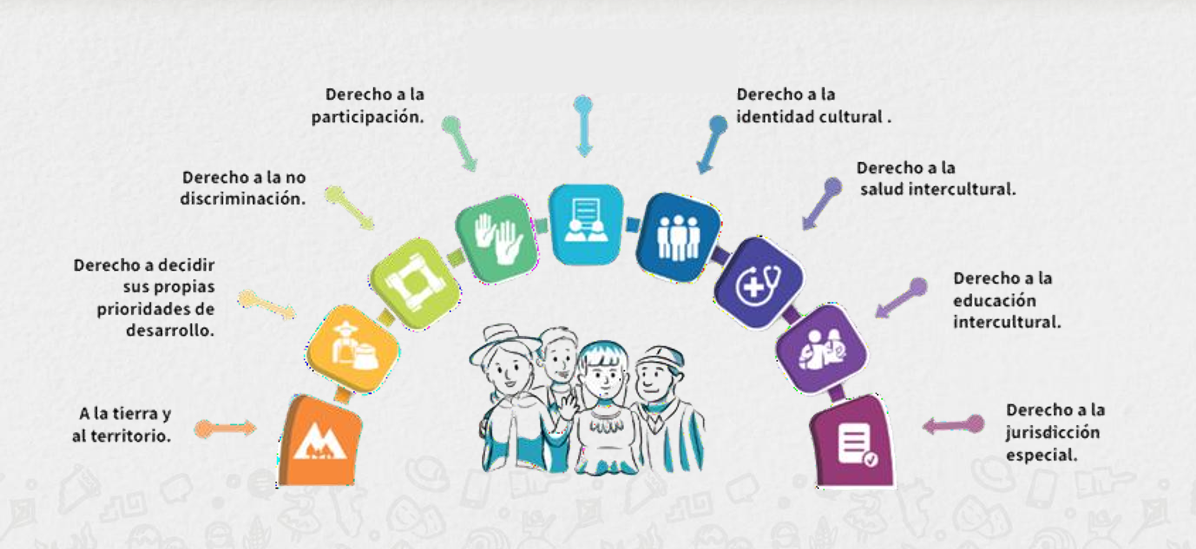 Derecho a la
participación.
Derecho a la
identidad cultural .
Derecho a la no
discriminación.
Derecho a la
salud intercultural.
Derecho a decidir
sus propias
prioridades de
desarrollo.
Derecho a la
educación
intercultural.
A la tierra y
al territorio.
Derecho a la
jurisdicción
especial.